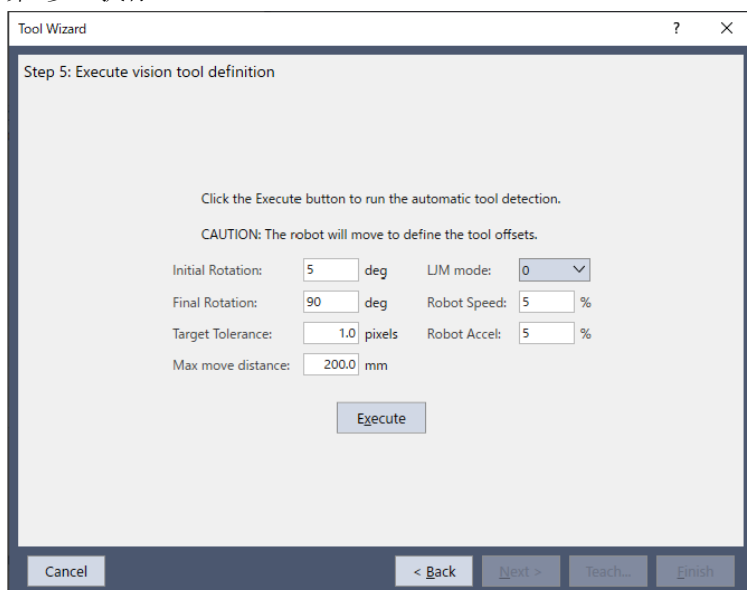 Tool Wizard
?
Step 5: Execute vision tool definition
Click the Execute button to run the automatic tool detection.
CAUTION: The robot will move to define the tool offsets.
Initial Rotation: 5 deg LJM mode: 0
Final Rotation: 90 deg Robot Speed: 5 %
Target Tolerance: 1.0 pixels Robot Accel: 5 %
Max move distance: 200.0 mm
Execute
Cancel < Back Next > Teach... Finish